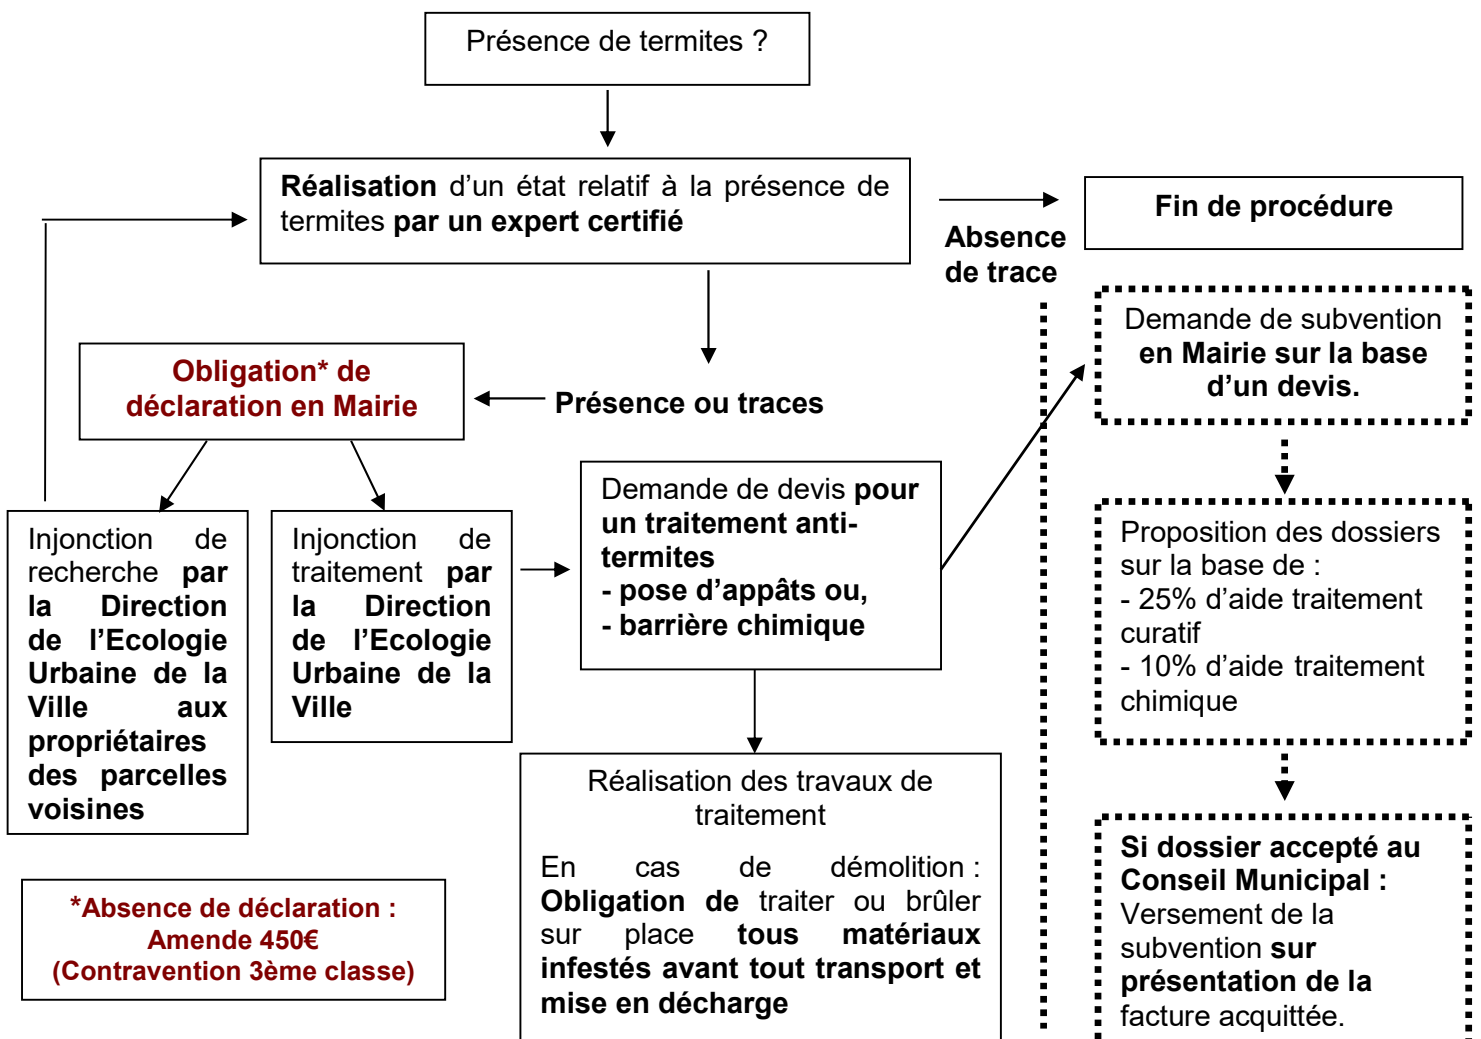 Présence de termites ?
Réalisation d’un état relatif à la présence de
termites par un expert certifié
Absence
de trace
Fin de procédure
Présence ou traces
Obligation* de
déclaration en Mairie
Injonction de
recherche par
la Direction
de l’Ecologie
Urbaine de la
Ville aux
propriétaires
des parcelles
voisines
Injonction de
traitement par
la Direction
de l’Ecologie
Urbaine de la
Ville
Demande de devis pour
un traitement anti-
termites
- pose d’appâts ou,
- barrière chimique
Réalisation des travaux de
traitement
En cas de démolition :
Obligation de traiter ou brûler
sur place tous matériaux
infestés avant tout transport et
mise en décharge
Demande de subvention
en Mairie sur la base
d’un devis.
Proposition des dossiers
sur la base de :
- 25% d’aide traitement
curatif
- 10% d’aide traitement
chimique
Si dossier accepté au
Conseil Municipal :
Versement de la
subvention sur
présentation de la
facture acquittée.
*Absence de déclaration :
Amende 450€
(Contravention 3ème classe)